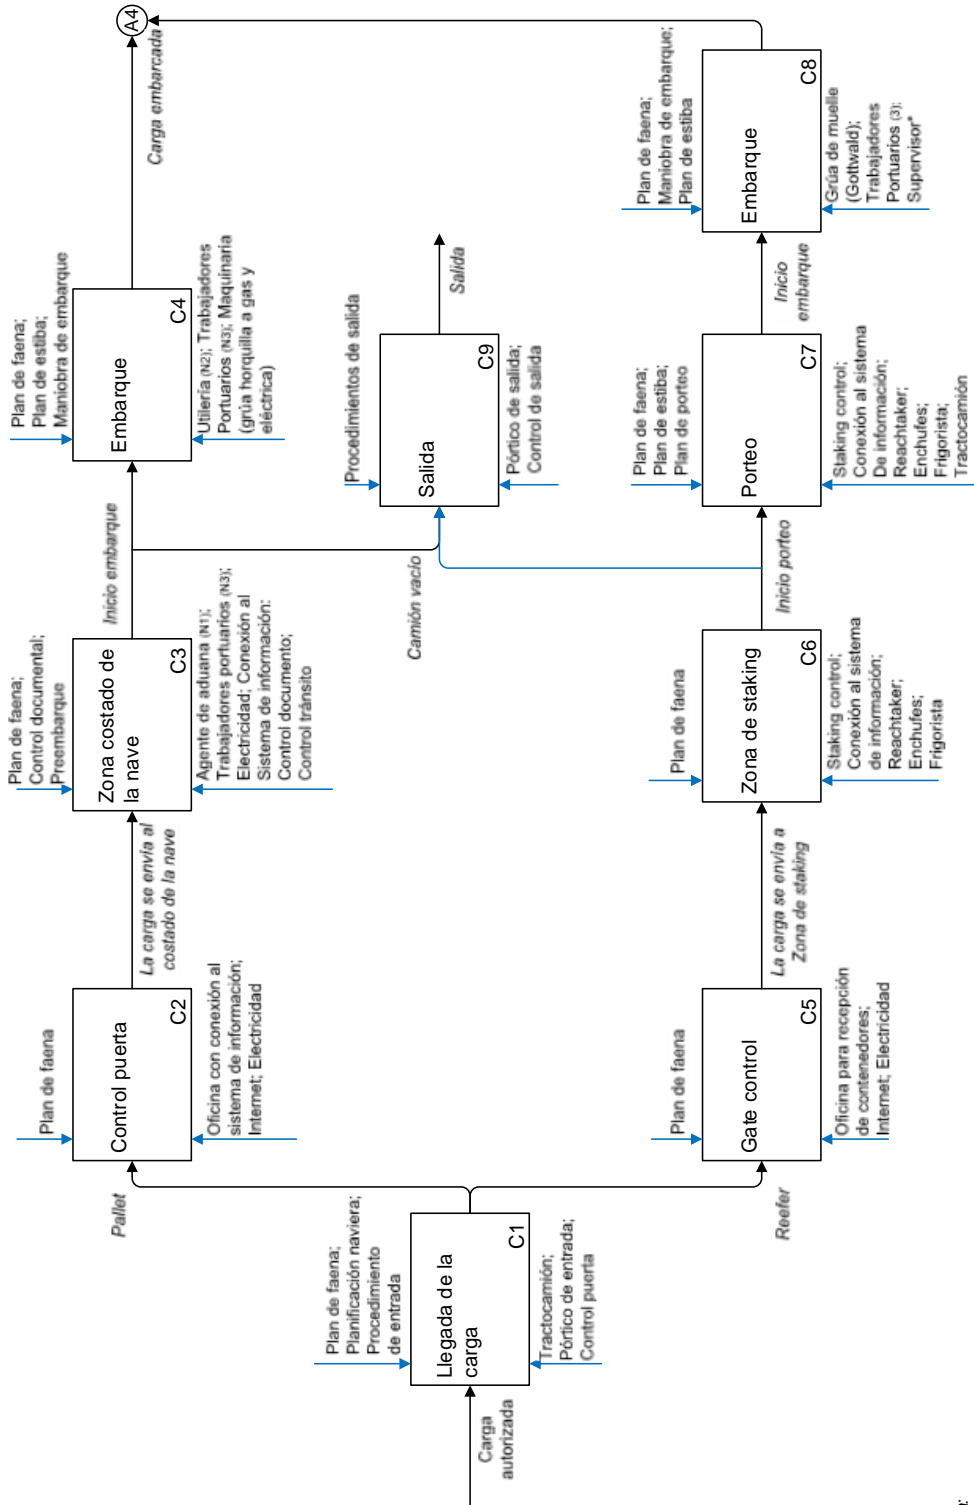 Carga
autorizada
Plan de faena;
Planificación naviera;
Procedimiento
de entrada
Llegada de la
carga
C1
Tractocamión;
Pórtico de entrada;
Control puerta
Pallet
Plan de faena
Control puerta
C2
Oficina con conexión al
sistema de información;
Internet; Electricidad
La carga se envía al
costado de la nave
Plan de faena;
Control documental;
Preembarque
Zona costado de
la nave
C3
Agente de aduana (N1);
Trabajadores portuarios (N3);
Electricidad; Conexión al
Sistema de información:
Control documento;
Control tránsito
Inicio embarque
Plan de faena;
Plan de estiba;
Maniobra de embarque
Embarque
C4
Utilería (N2); Trabajadores
Portuarios (N3); Maquinaria
(grúa horquilla a gas y
eléctrica)
Carga embarcada
A4
Camión vacío
Procedimientos de salida
Salida
C9
Pórtico de salida;
Control de salida
Salida
Reefer
Plan de faena
Gate control
C5
Oficina para recepción
de contenedores;
Internet; Electricidad
La carga se envía a
Zona de staking
Plan de faena
Zona de staking
C6
Staking control;
Conexión al sistema
de información;
Reachtaker;
Enchufes;
Frigorista
Inicio porteo
Plan de faena;
Plan de estiba;
Plan de porteo
Porteo
C7
Staking control;
Conexión al sistema
De información;
Reachtaker;
Enchufes;
Frigorista;
Tractocamión
Inicio
embarque
Plan de faena;
Maniobra de embarque;
Plan de estiba
Embarque
C8
Grúa de muelle
(Gottwald);
Trabajadores
Portuarios (3);
Supervisor*